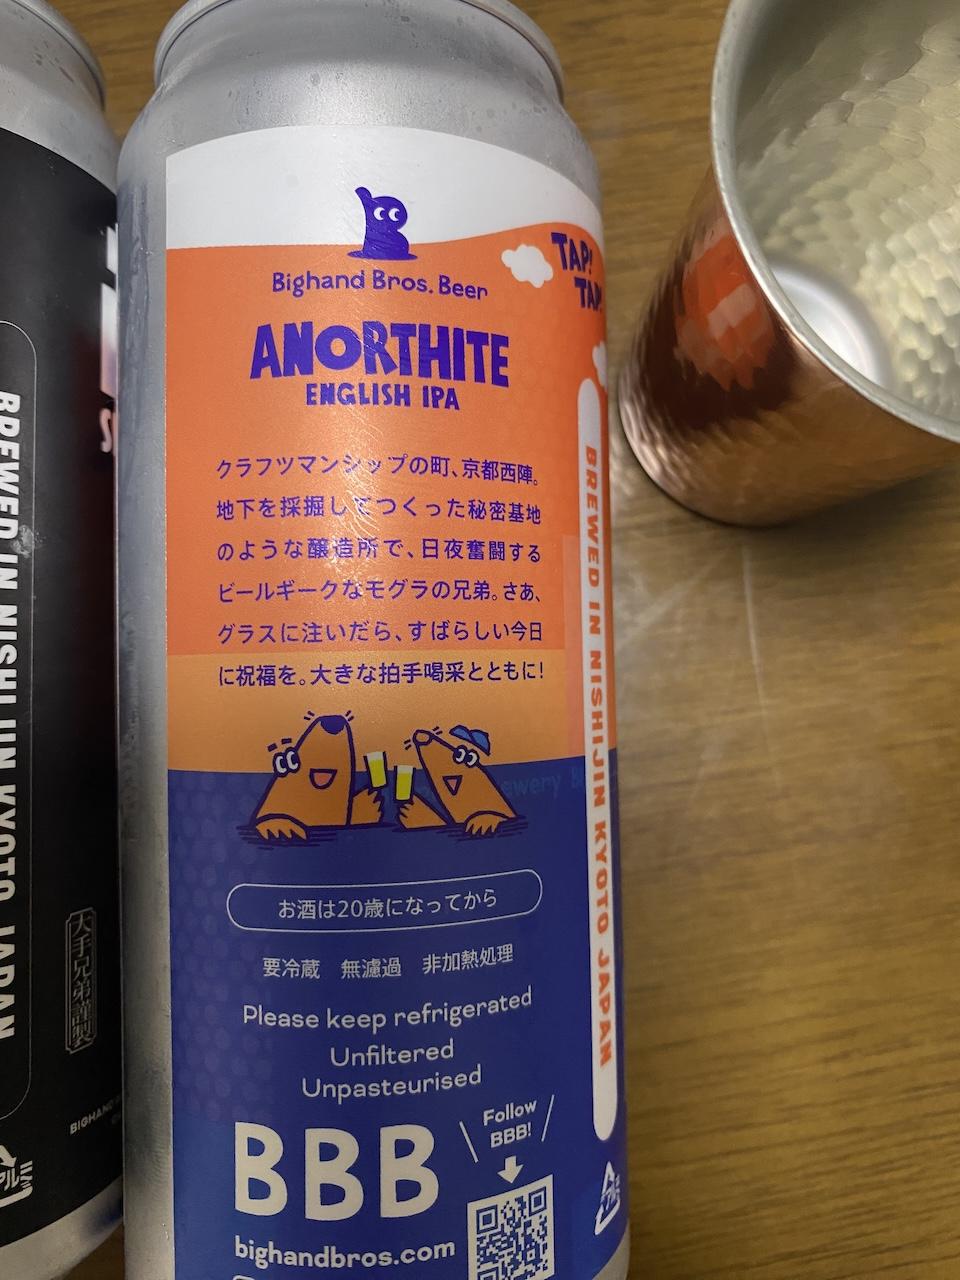 Bighand Bros. Beer
TAP!
TAP!
ANORTHITE
ENGLISH IPA
クラフツマンシップの町、京都西陣。
地下を採掘してつくった秘密基地
のような醸造所で、日夜奮闘する
ビールギークなモグラの兄弟。さあ、
グラスに注いだら、すばらしい今日
に祝福を。大きな拍手喝采とともに!
お酒は20歳になってから
要冷蔵 無濾過 非加熱処理
Please keep refrigerated
Unfiltered
Unpasteurised
BBB
Follow
BBB!
bighandbros.com
BREWED IN NISHIJIN KYOTO JAPAN
BREWED IN NISHIJIN KYOTO JAPAN
大手兄弟謹製
BIGHAND
アルミ